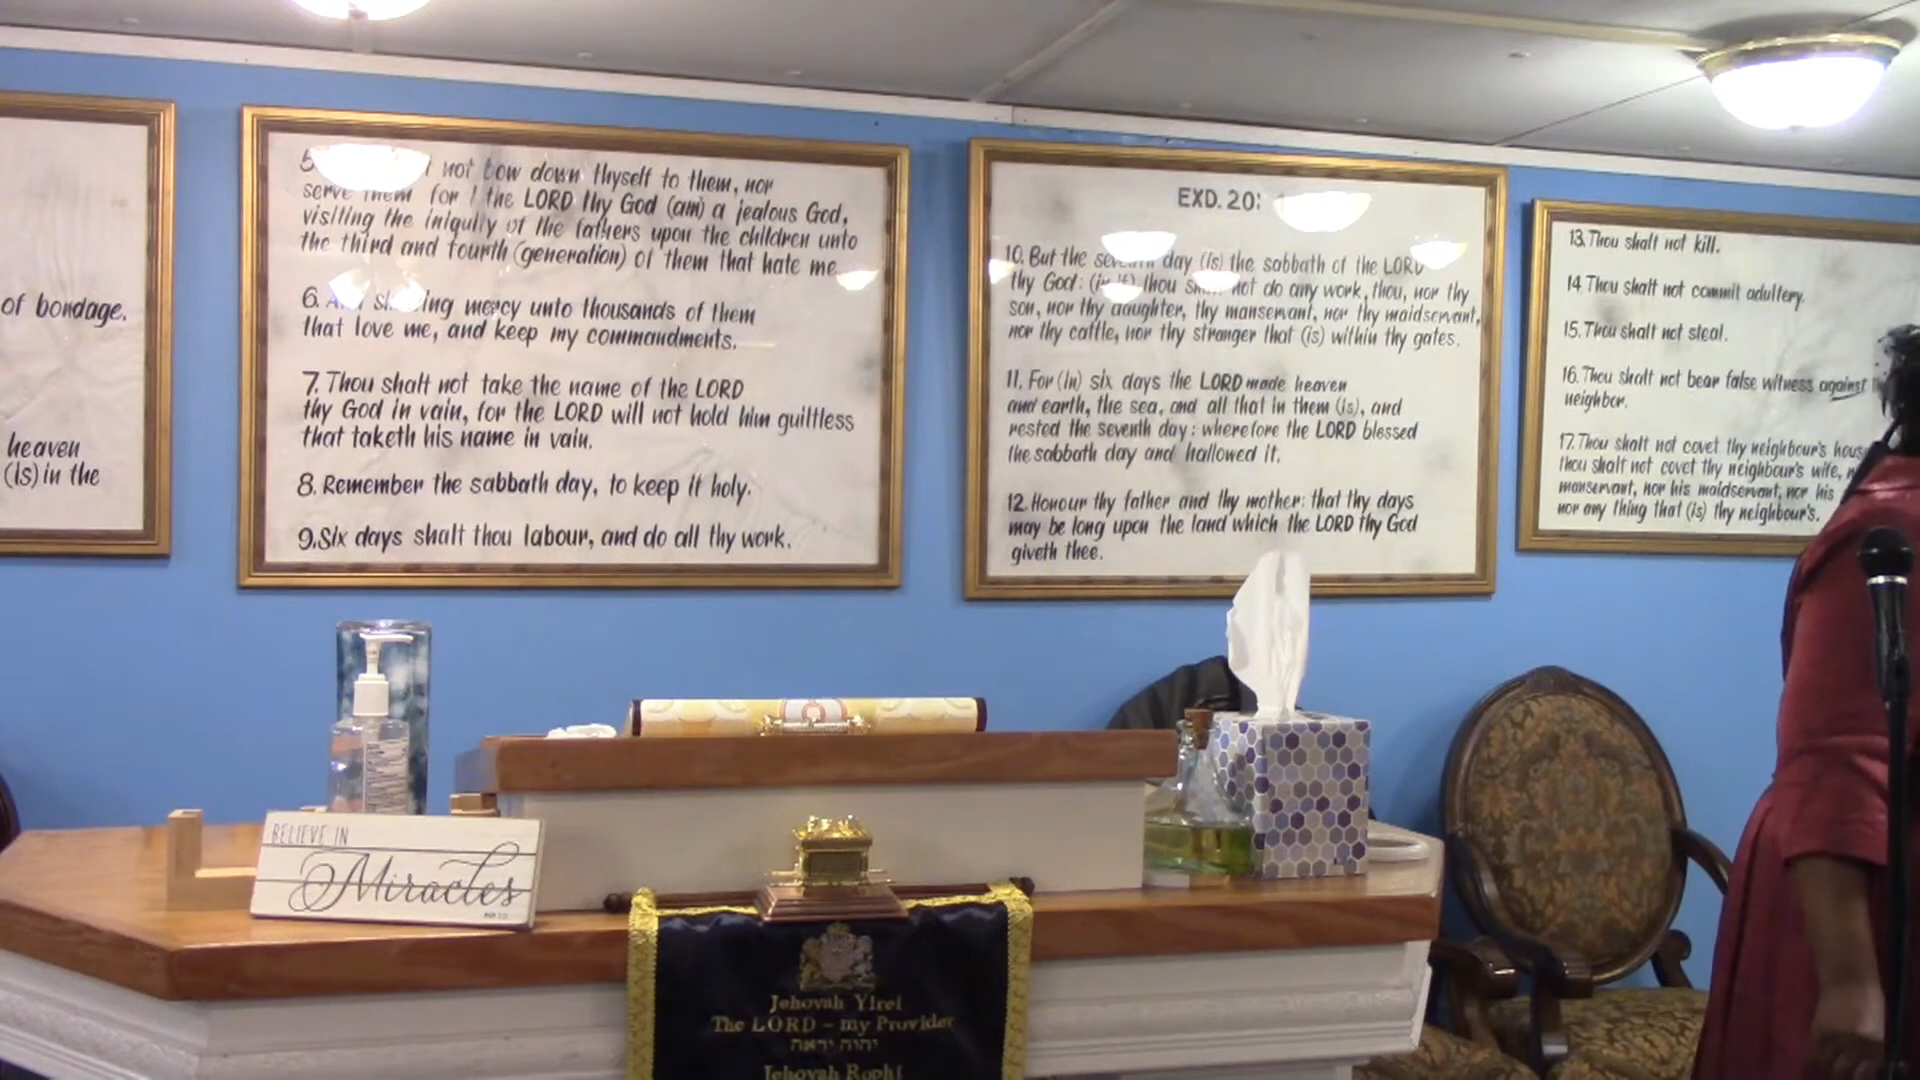 of bondage.
heaven
(is) in the
5. not bow down thyself to them, nor
serve them for I the LORD thy God (am) a jealous God,
visiting the iniquity of the fathers upon the children unto
the third and fourth (generation) of them that hate me
6. And showing mercy unto thousands of them
that love me, and keep my commandments.
7. Thou shalt not take the name of the LORD
thy God in vain, for the LORD will not hold him guiltless
that taketh his name in vain.
8. Remember the sabbath day, to keep it holy.
9. Six days shalt thou labour, and do all thy work.
EXD. 20:
10. But the seventh day (is) the sabbath of the LORD
thy God: (in it) thou shalt not do any work, thou, nor thy
son, nor thy daughter, thy manservant, nor thy maidservant,
nor thy cattle, nor thy stranger that (is) within thy gates.
11. For (In) six days the LORD made heaven
and earth, the sea, and all that in them (is), and
rested the seventh day: wherefore the LORD blessed
the sabbath day and hallowed it.
12. Honour thy father and thy mother: that thy days
may be long upon the land which the LORD thy God
giveth thee.
13. Thou shalt not kill.
14. Thou shalt not commit adultery.
15. Thou shalt not steal.
16. Thou shalt not bear false witness against
neighbor.
17. Thou shalt not covet thy neighbour's hous
thou shalt not covet thy neighbour's wife,
manservant, nor his maidservant, nor his
nor any thing that (is) thy neighbour's.
BELIEVE IN
Miracles
Jehovah Yirei
The LORD - my Provider
יהוה יראה
Jehovah Rophi